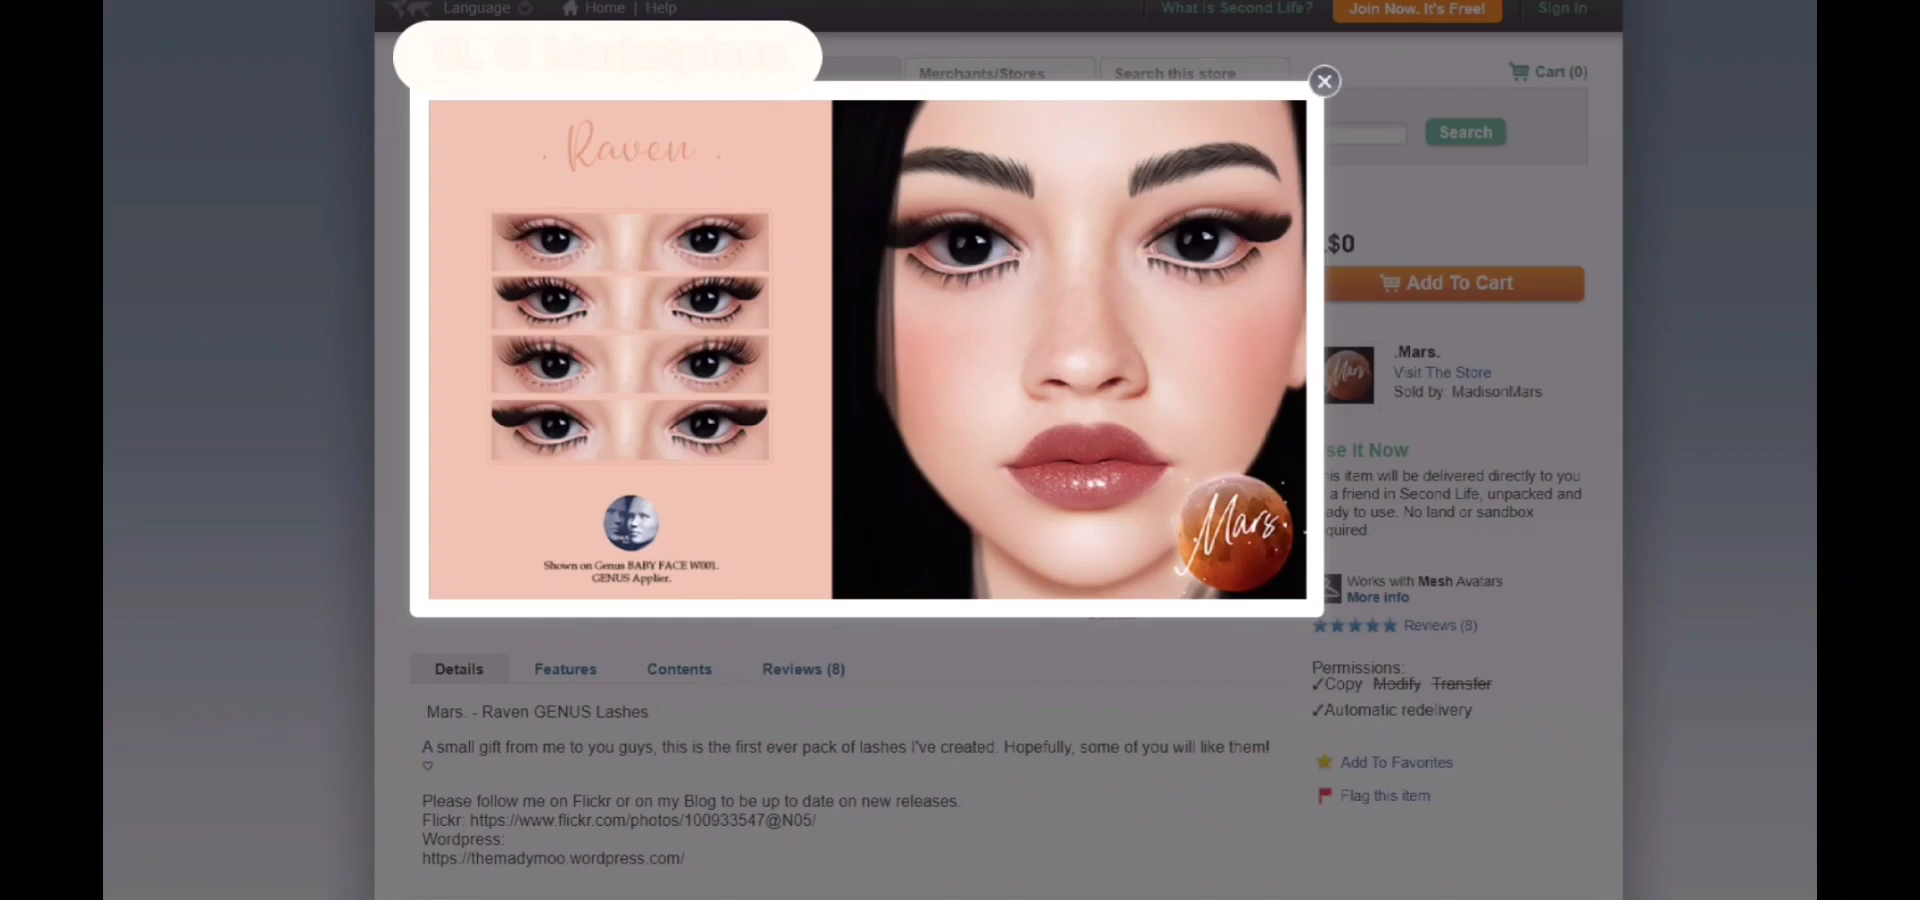 Language
Home | Help
What is Second Life?
Join Now. It's Free!
Sign In
Marketplace
Merchants/Stores
Search this store
Cart (0)
Search
. Raven .
$0
Add To Cart
.Mars.
Visit The Store
Sold by: MadisonMars
Mars.
Mars.
se It Now
is item will be delivered directly to you
a friend in Second Life, unpacked and
ady to use. No land or sandbox
quired.
GENUS
Shown on Genus BABY FACE W001.
GENUS Applier.
Works with Mesh Avatars
More info
Reviews (8)
Details
Features
Contents
Reviews (8)
Permissions:
✓Copy Modify Transfer
✓Automatic redelivery
.Mars. - Raven GENUS Lashes
A small gift from me to you guys, this is the first ever pack of lashes I've created. Hopefully, some of you will like them!
♡
Add To Favorites
Flag this item
Please follow me on Flickr or on my Blog to be up to date on new releases.
Flickr: https://www.flickr.com/photos/100933547@N05/
Wordpress:
https://themadymoo.wordpress.com/